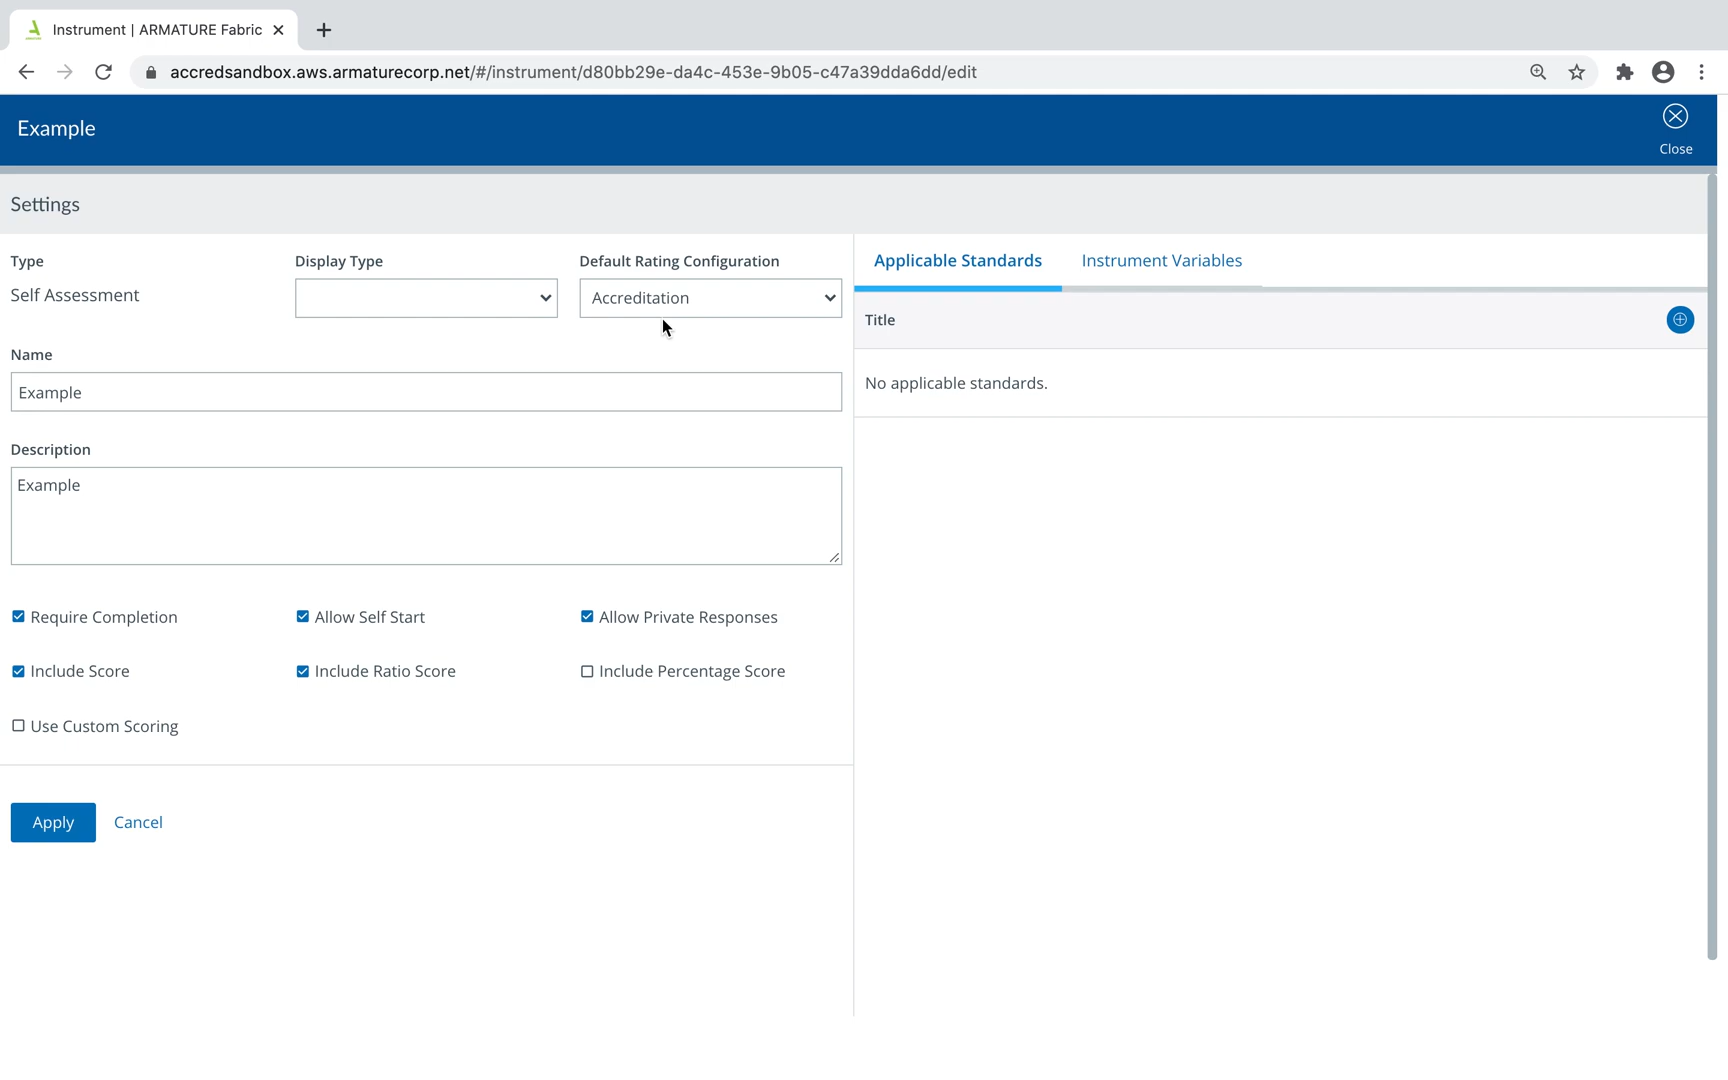 Instrument | ARMATURE Fabric
accredsandbox.aws.armaturecorp.net/#/instrument/d80bb29e-da4c-453e-9b05-c47a39dda6dd/edit
Example
Close
Settings
Type
Self Assessment
Display Type
Default Rating Configuration
Accreditation
Name
Example
Description
Example
Require Completion
Allow Self Start
Allow Private Responses
Include Score
Include Ratio Score
Include Percentage Score
Use Custom Scoring
Apply
Cancel
Applicable Standards
Instrument Variables
Title
No applicable standards.